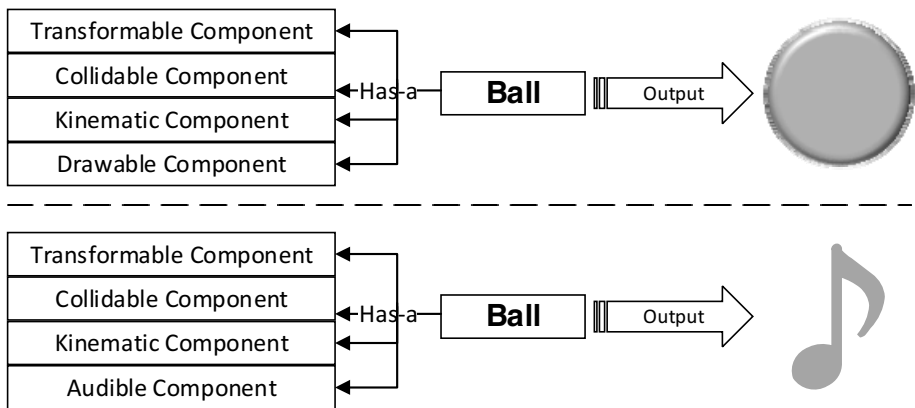 Transformable Component
Collidable Component
Kinematic Component
Drawable Component
Has-a
Ball
Output
Transformable Component
Collidable Component
Kinematic Component
Audible Component
Has-a
Ball
Output